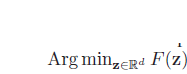 Arg min_{𝐳∈ℝ^d} F(𝐳)